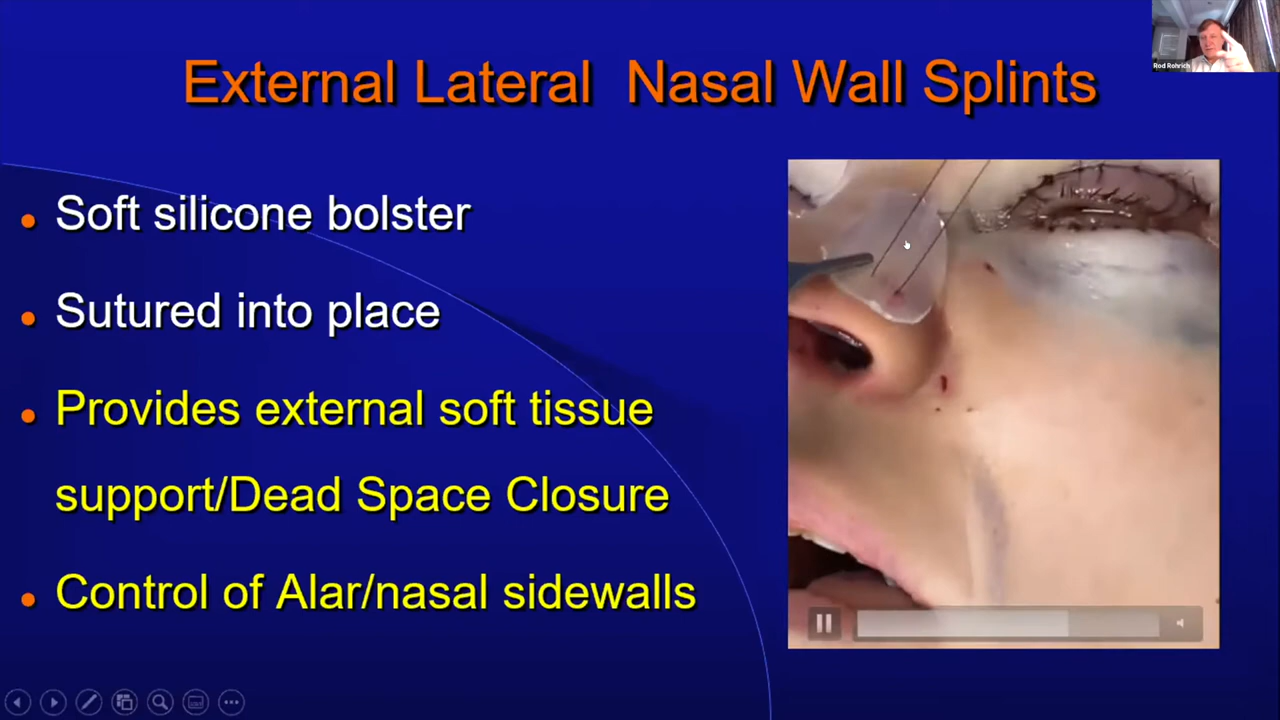 Rod Rohrich
External Lateral Nasal Wall Splints
Soft silicone bolster
Sutured into place
Provides external soft tissue
support/Dead Space Closure
Control of Alar/nasal sidewalls